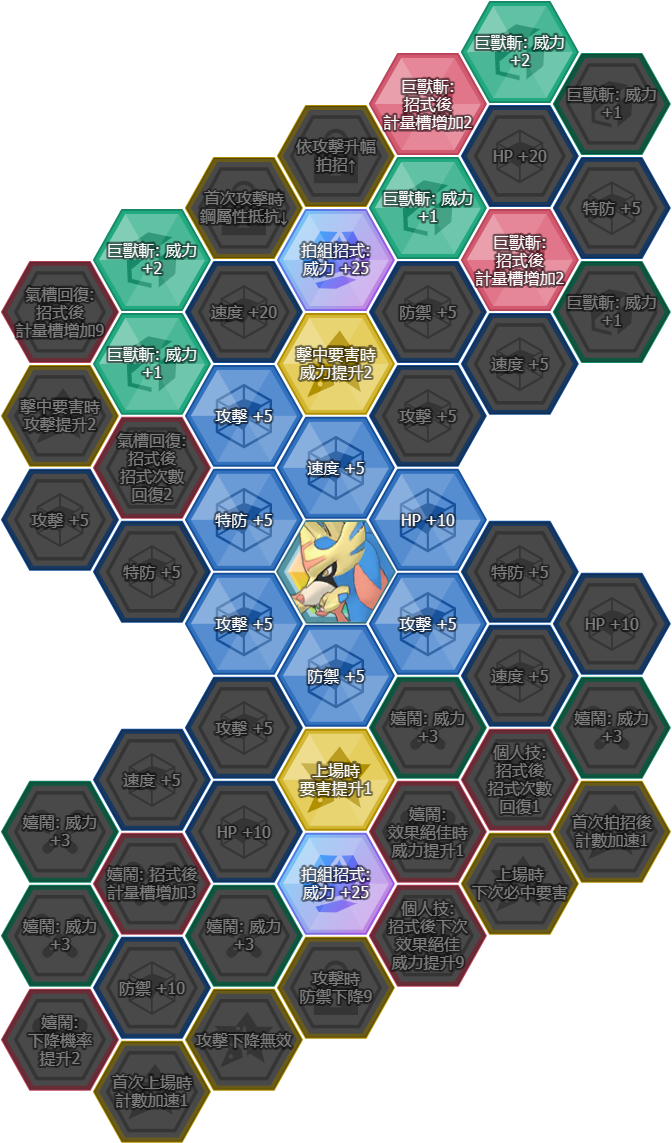 巨獸斬: 威力
+2
巨獸斬:
招式後
計量槽增加2
巨獸斬: 威力
+1
依攻擊升幅
拍招↑
HP +20
首次攻擊時
鋼屬性抵抗↓
巨獸斬: 威力
+1
特防 +5
巨獸斬: 威力
+2
拍組招式:
威力 +25
巨獸斬:
招式後
計量槽增加2
氣槽回復:
招式後
計量槽增加9
速度 +20
防禦 +5
巨獸斬: 威力
+1
巨獸斬: 威力
+1
擊中要害時
威力提升2
速度 +5
擊中要害時
攻擊提升2
攻擊 +5
攻擊 +5
氣槽回復:
招式後
招式次數
回復2
速度 +5
攻擊 +5
特防 +5
HP +10
特防 +5
特防 +5
攻擊 +5
攻擊 +5
HP +10
防禦 +5
速度 +5
攻擊 +5
嬉鬧: 威力
+3
嬉鬧: 威力
+3
速度 +5
上場時
要害提升1
個人技:
招式後
招式次數
回復1
嬉鬧: 威力
+3
HP +10
嬉鬧:
效果絕佳時
威力提升1
首次拍招後
計數加速1
嬉鬧: 招式後
計量槽增加3
拍組招式:
威力 +25
上場時
下次必中要害
嬉鬧: 威力
+3
嬉鬧: 威力
+3
個人技:
招式後下次
效果絕佳
威力提升9
防禦 +10
攻擊時
防禦下降9
嬉鬧:
下降機率
提升2
攻擊下降無效
首次上場時
計數加速1